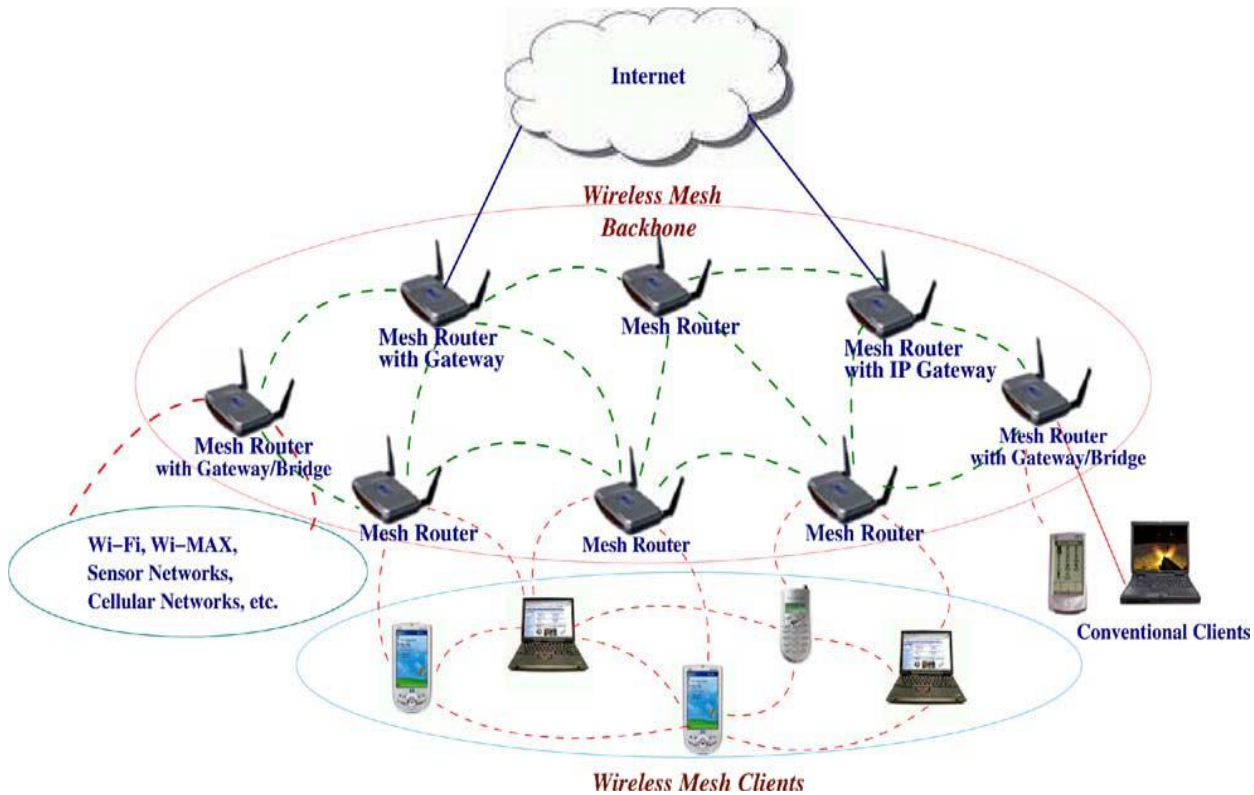 Internet
Wireless Mesh
Backbone
Mesh Router
with Gateway
Mesh Router
Mesh Router
with IP Gateway
Mesh Router
with Gateway/Bridge
Mesh Router
with Gateway/Bridge
Mesh Router
Mesh Router
Mesh Router
Wi–Fi, Wi–MAX,
Sensor Networks,
Cellular Networks, etc.
Conventional Clients
Wireless Mesh Clients